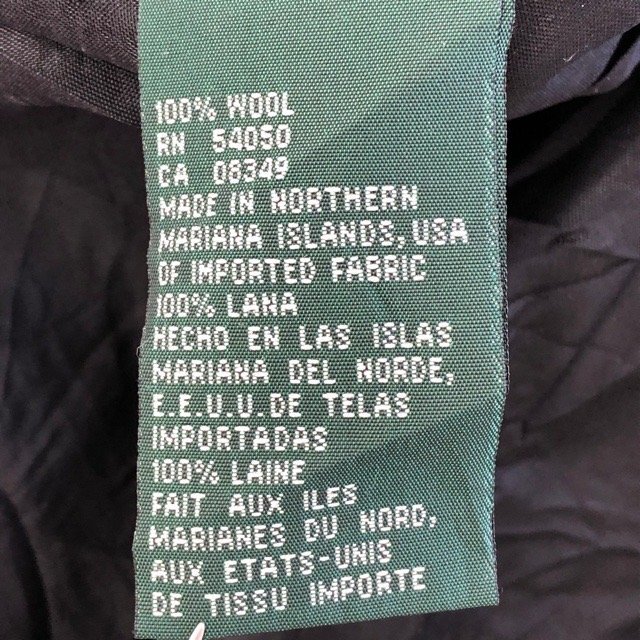 100% WOOL
RN 54050
CA 08349
MADE IN NORTHERN
MARIANA ISLANDS, USA
OF IMPORTED FABRIC
100% LANA
HECHO EN LAS ISLAS
MARIANA DEL NORDE,
E.E.U.U.DE TELAS
IMPORTADAS
100% LAINE
FAIT AUX ILES
MARIANES DU NORD,
AUX ETATS-UNIS
DE TISSU IMPORTE